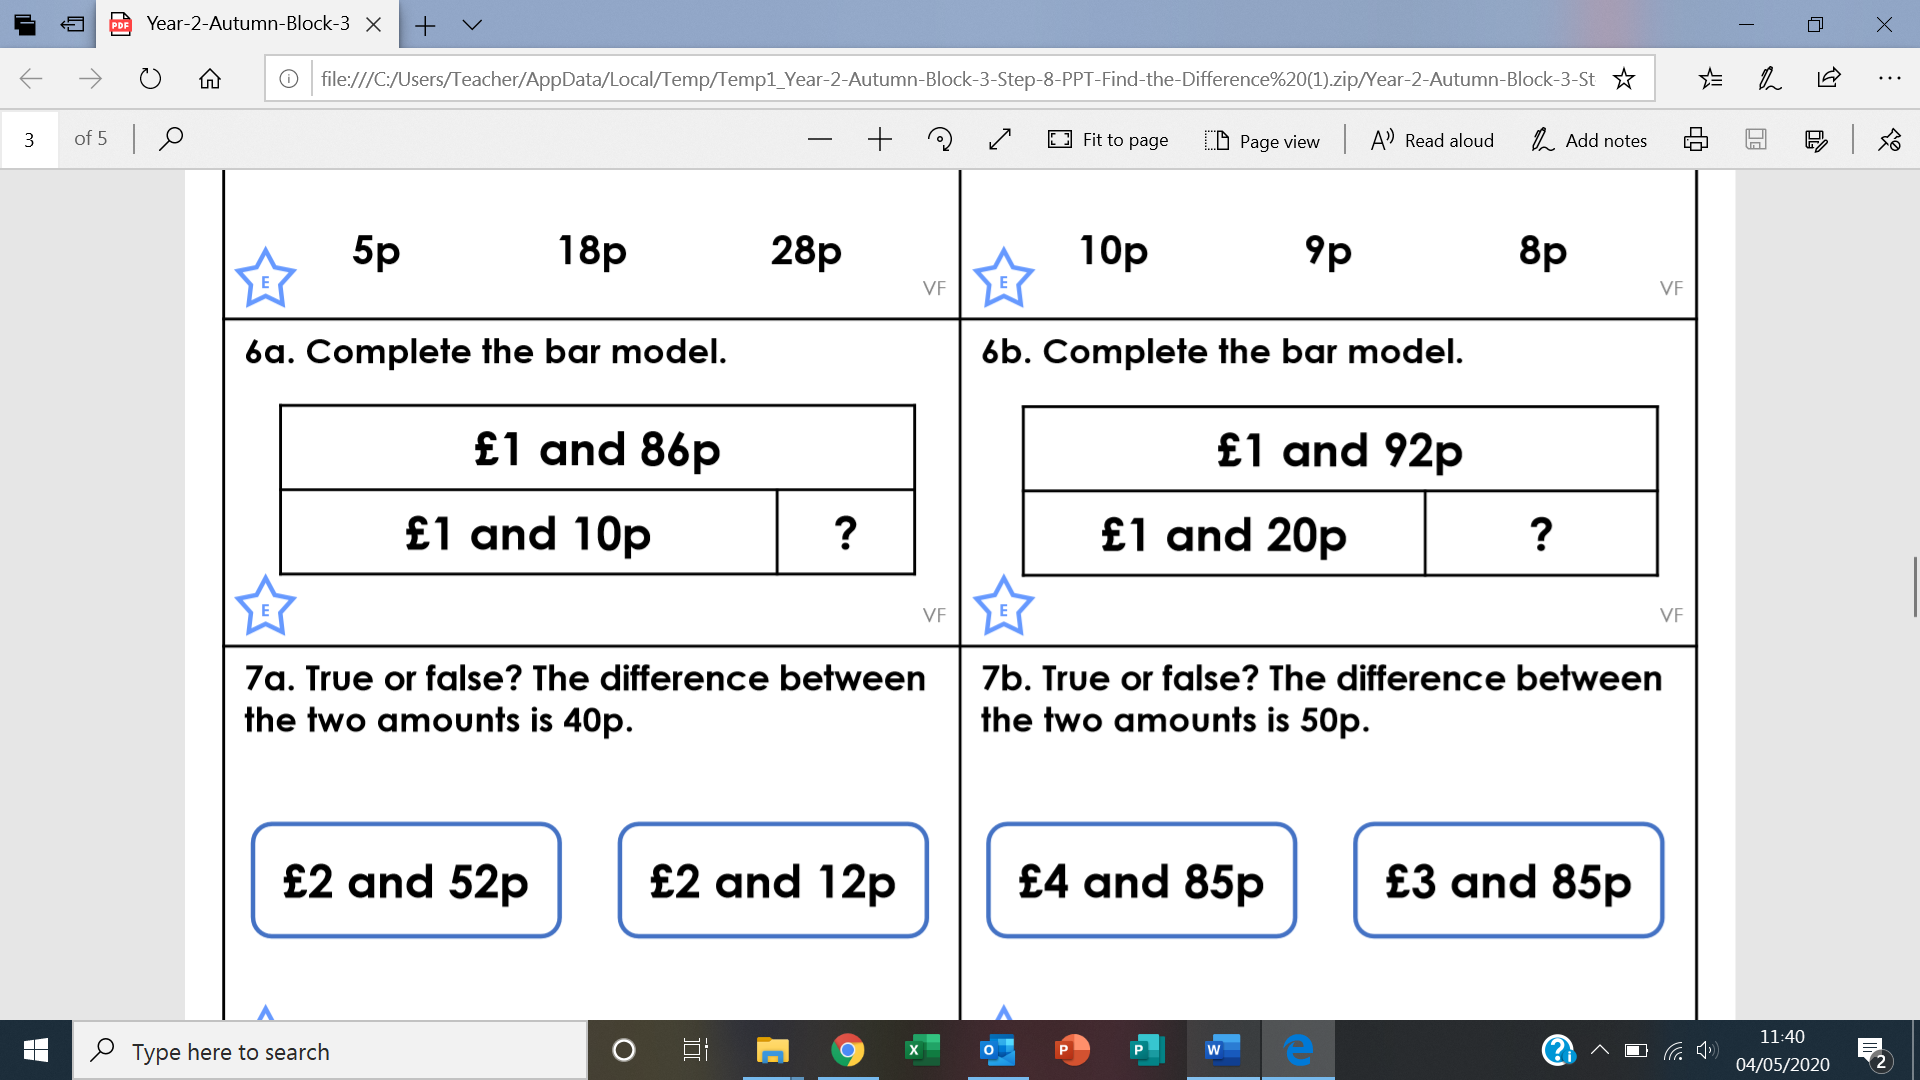 Year-2-Autumn-Block-3
file:///C:/Users/Teacher/AppData/Local/Temp/Temp1_Year-2-Autumn-Block-3-Step-8-PPT-Find-the-Difference%20(1).zip/Year-2-Autumn-Block-3-St
3 of 5
Fit to page
Page view
Read aloud
Add notes
5p 18p 28p
E
VF
10p 9p 8p
E
VF
6a. Complete the bar model.
£1 and 86p
£1 and 10p ?
E
VF
6b. Complete the bar model.
£1 and 92p
£1 and 20p ?
E
VF
7a. True or false? The difference between
the two amounts is 40p.
£2 and 52p £2 and 12p
7b. True or false? The difference between
the two amounts is 50p.
£4 and 85p £3 and 85p
Type here to search
11:40
04/05/2020
2